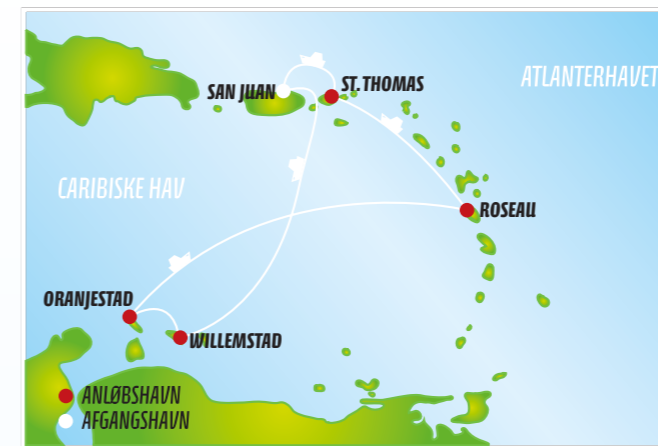 SAN JUAN
ST. THOMAS
ATLANTERHAVET
CARIBISKE HAV
ROSEAU
ORANJESTAD
WILLEMSTAD
ANLØBSHAVN
AFGANGSHAVN